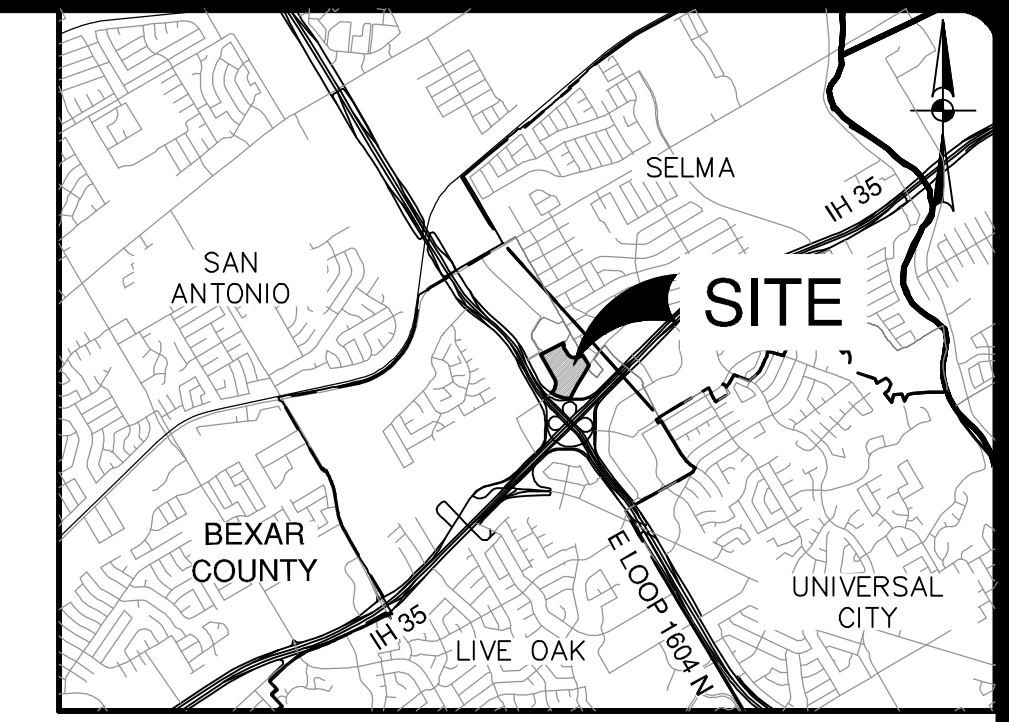 SELMA
IH 35
SAN
ANTONIO
SITE
BEXAR
COUNTY
E LOOP 1604 N
UNIVERSAL
CITY
IH 35
LIVE OAK